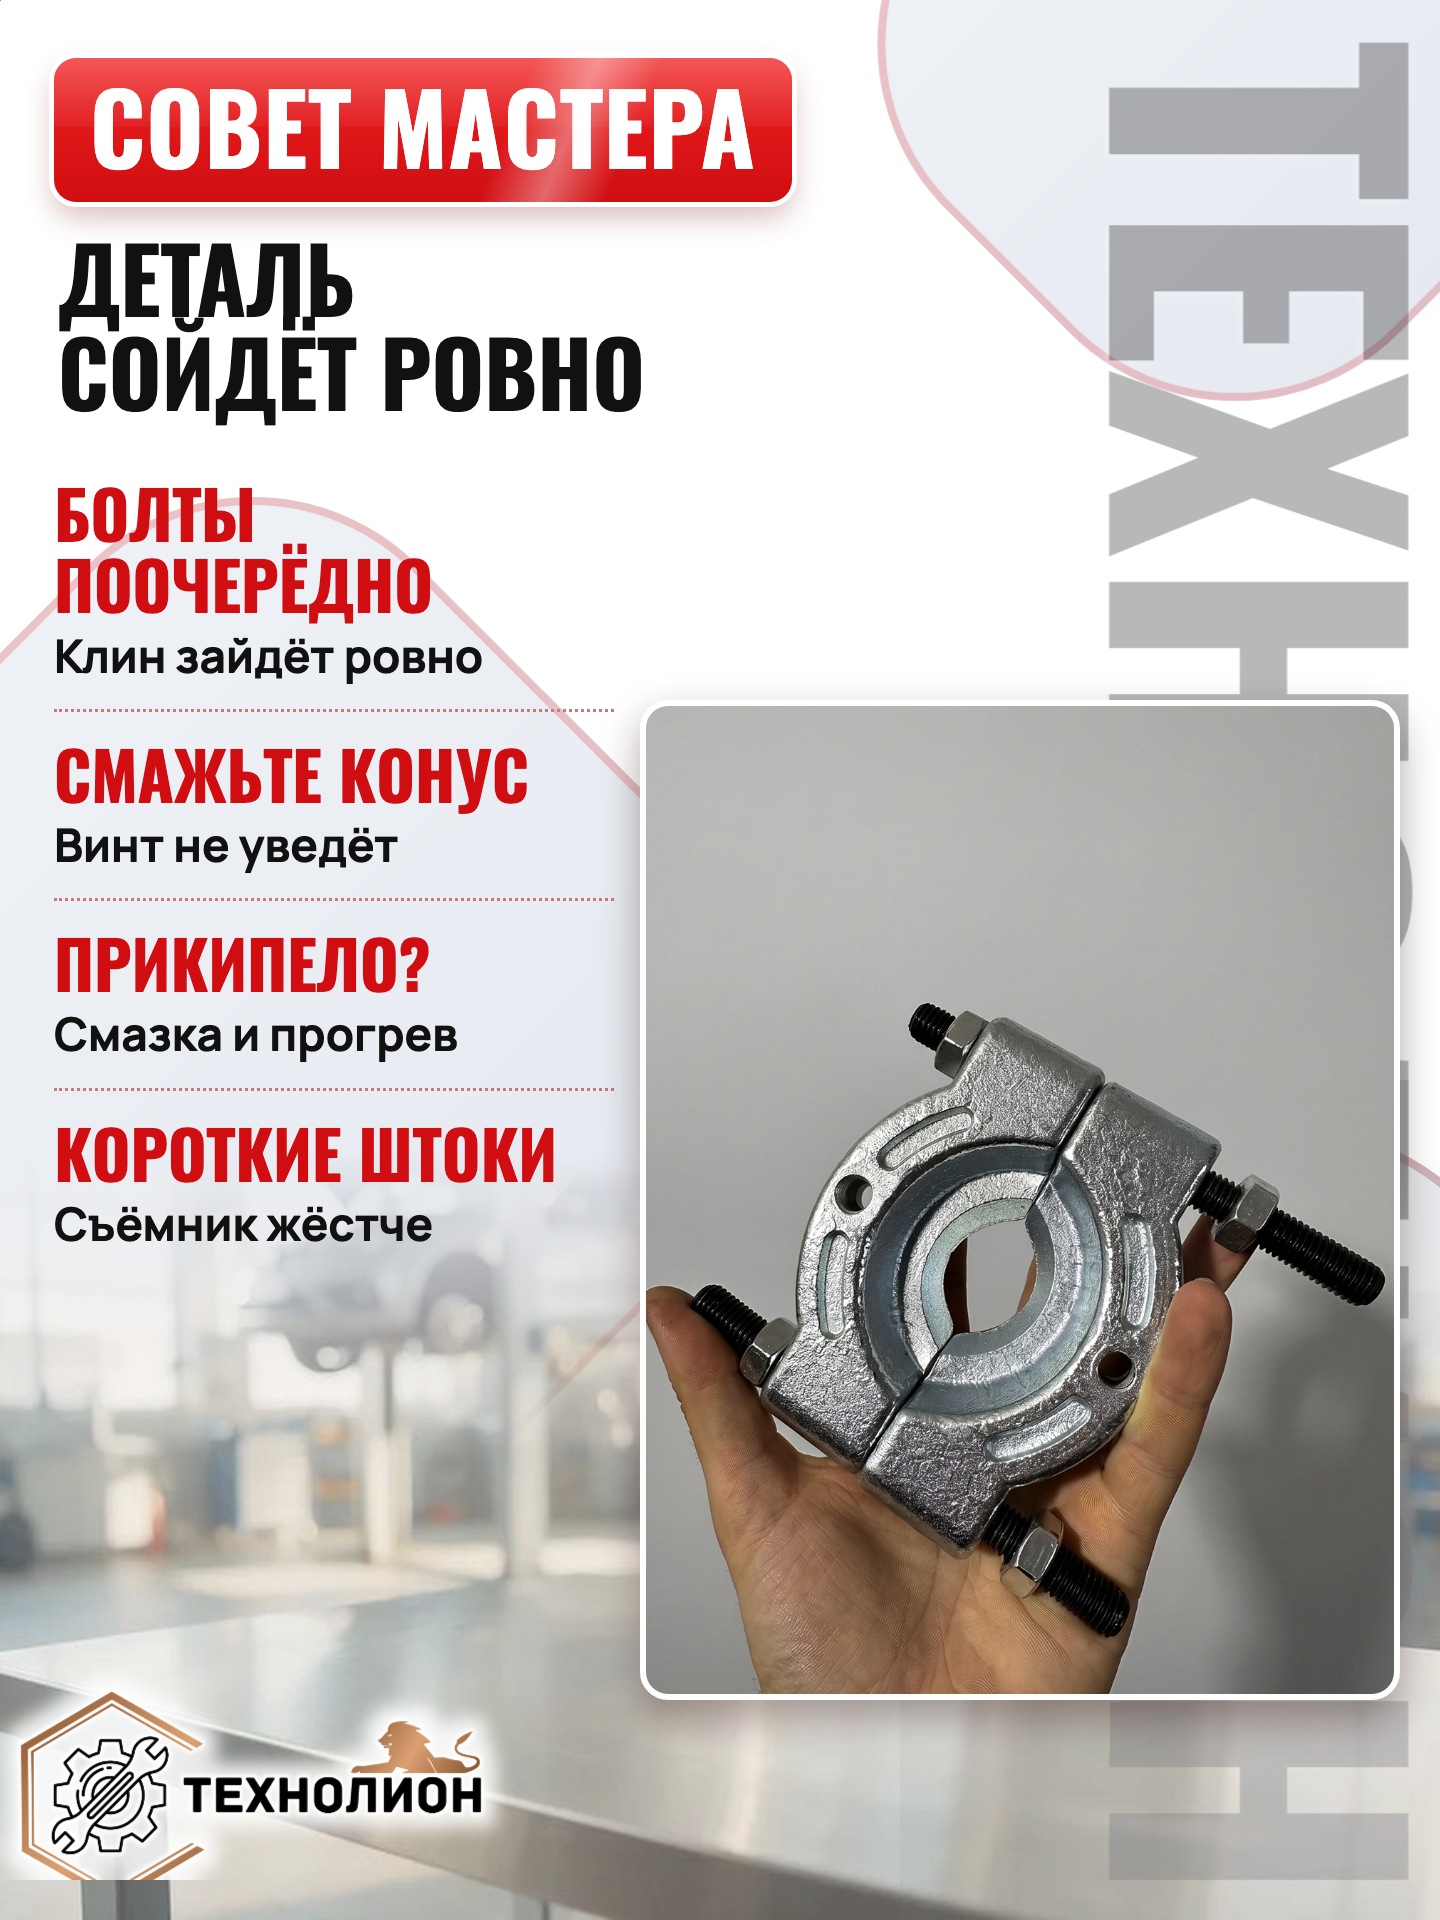 СОВЕТ МАСТЕРА
ДЕТАЛЬ
СОЙДЁТ РОВНО
БОЛТЫ
ПООЧЕРЁДНО
Клин зайдёт ровно
СМАЖЬТЕ КОНУС
Винт не уведёт
ПРИКИПЕЛО?
Смазка и прогрев
КОРОТКИЕ ШТОКИ
Съёмник жёстче
ТЕХНОЛИОН